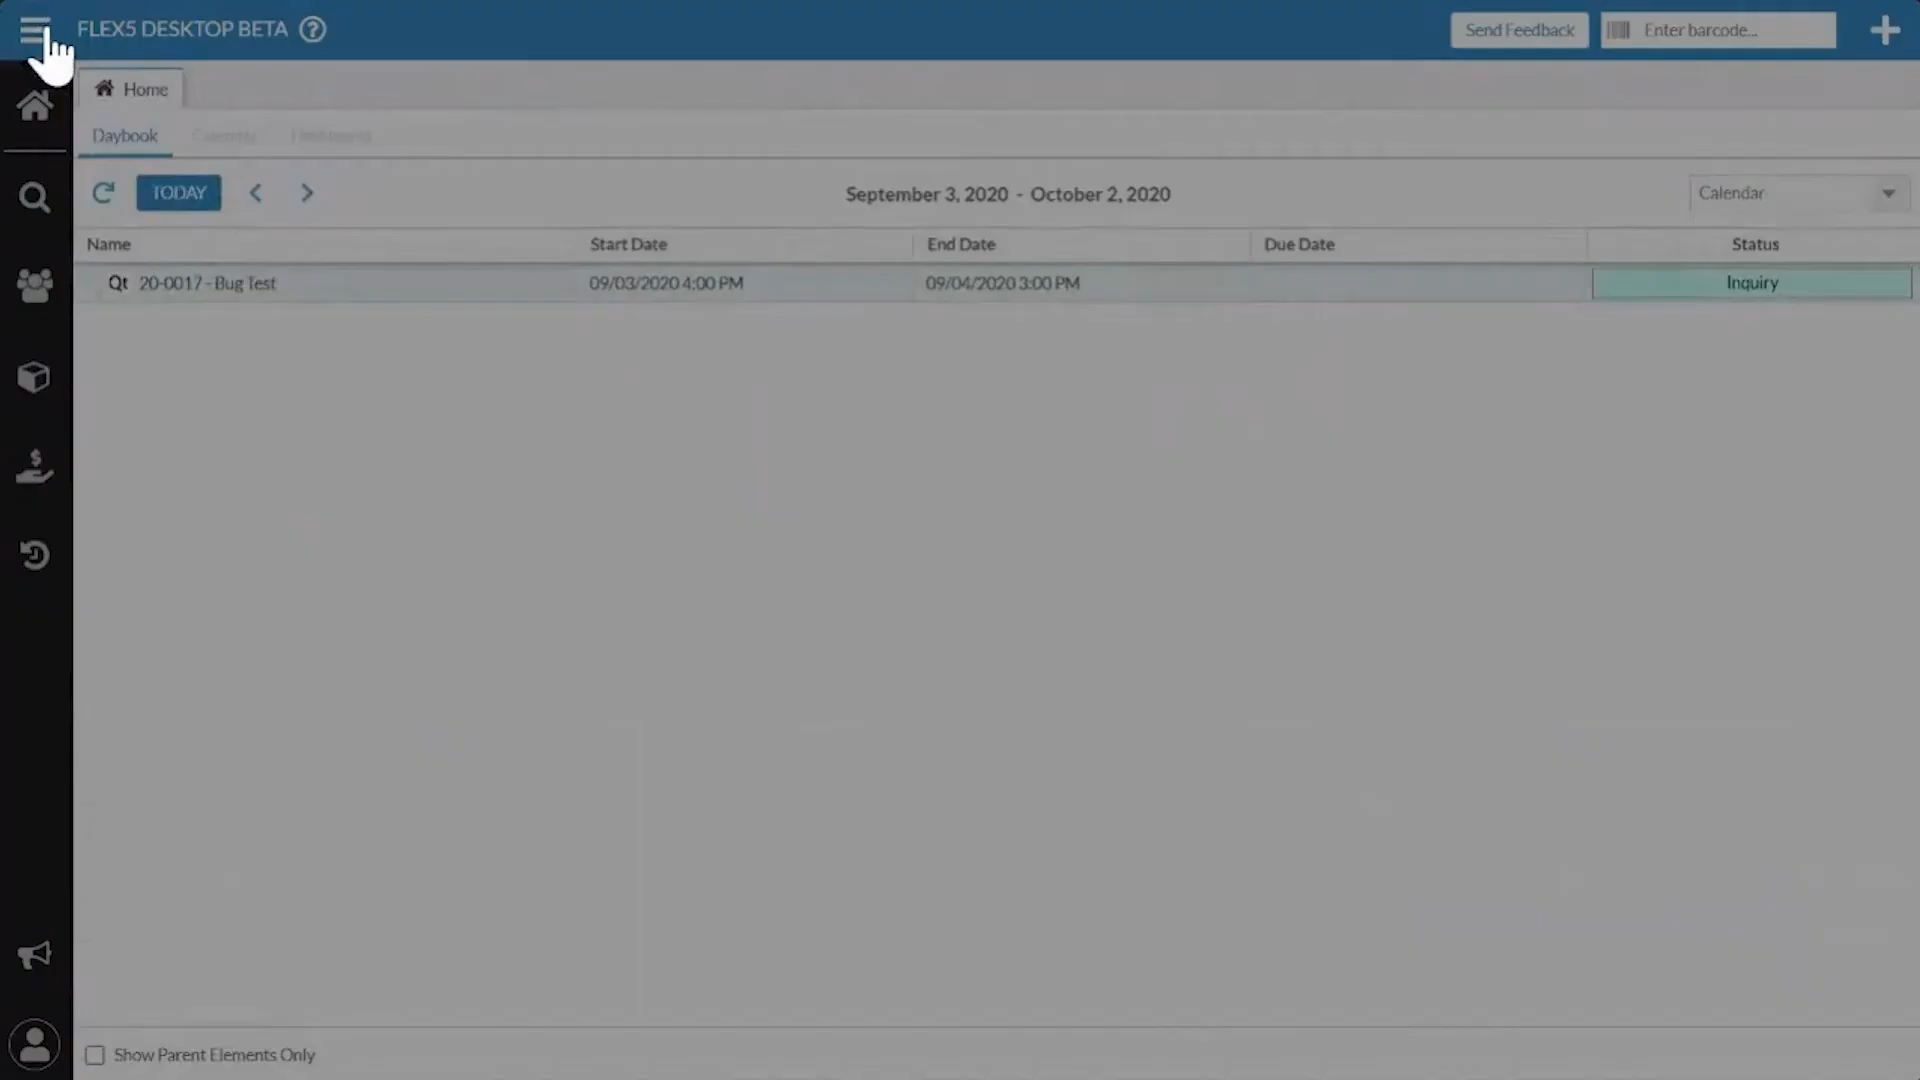 FLEX5 DESKTOP BETA ?
Send Feedback
Enter barcode...
Home
Daybook
Calendar
Dashboard
TODAY
September 3, 2020 - October 2, 2020
Calendar
Name
Start Date
End Date
Due Date
Status
Qt 20-0017 - Bug Test
09/03/2020 4:00 PM
09/04/2020 3:00 PM
Inquiry
Show Parent Elements Only